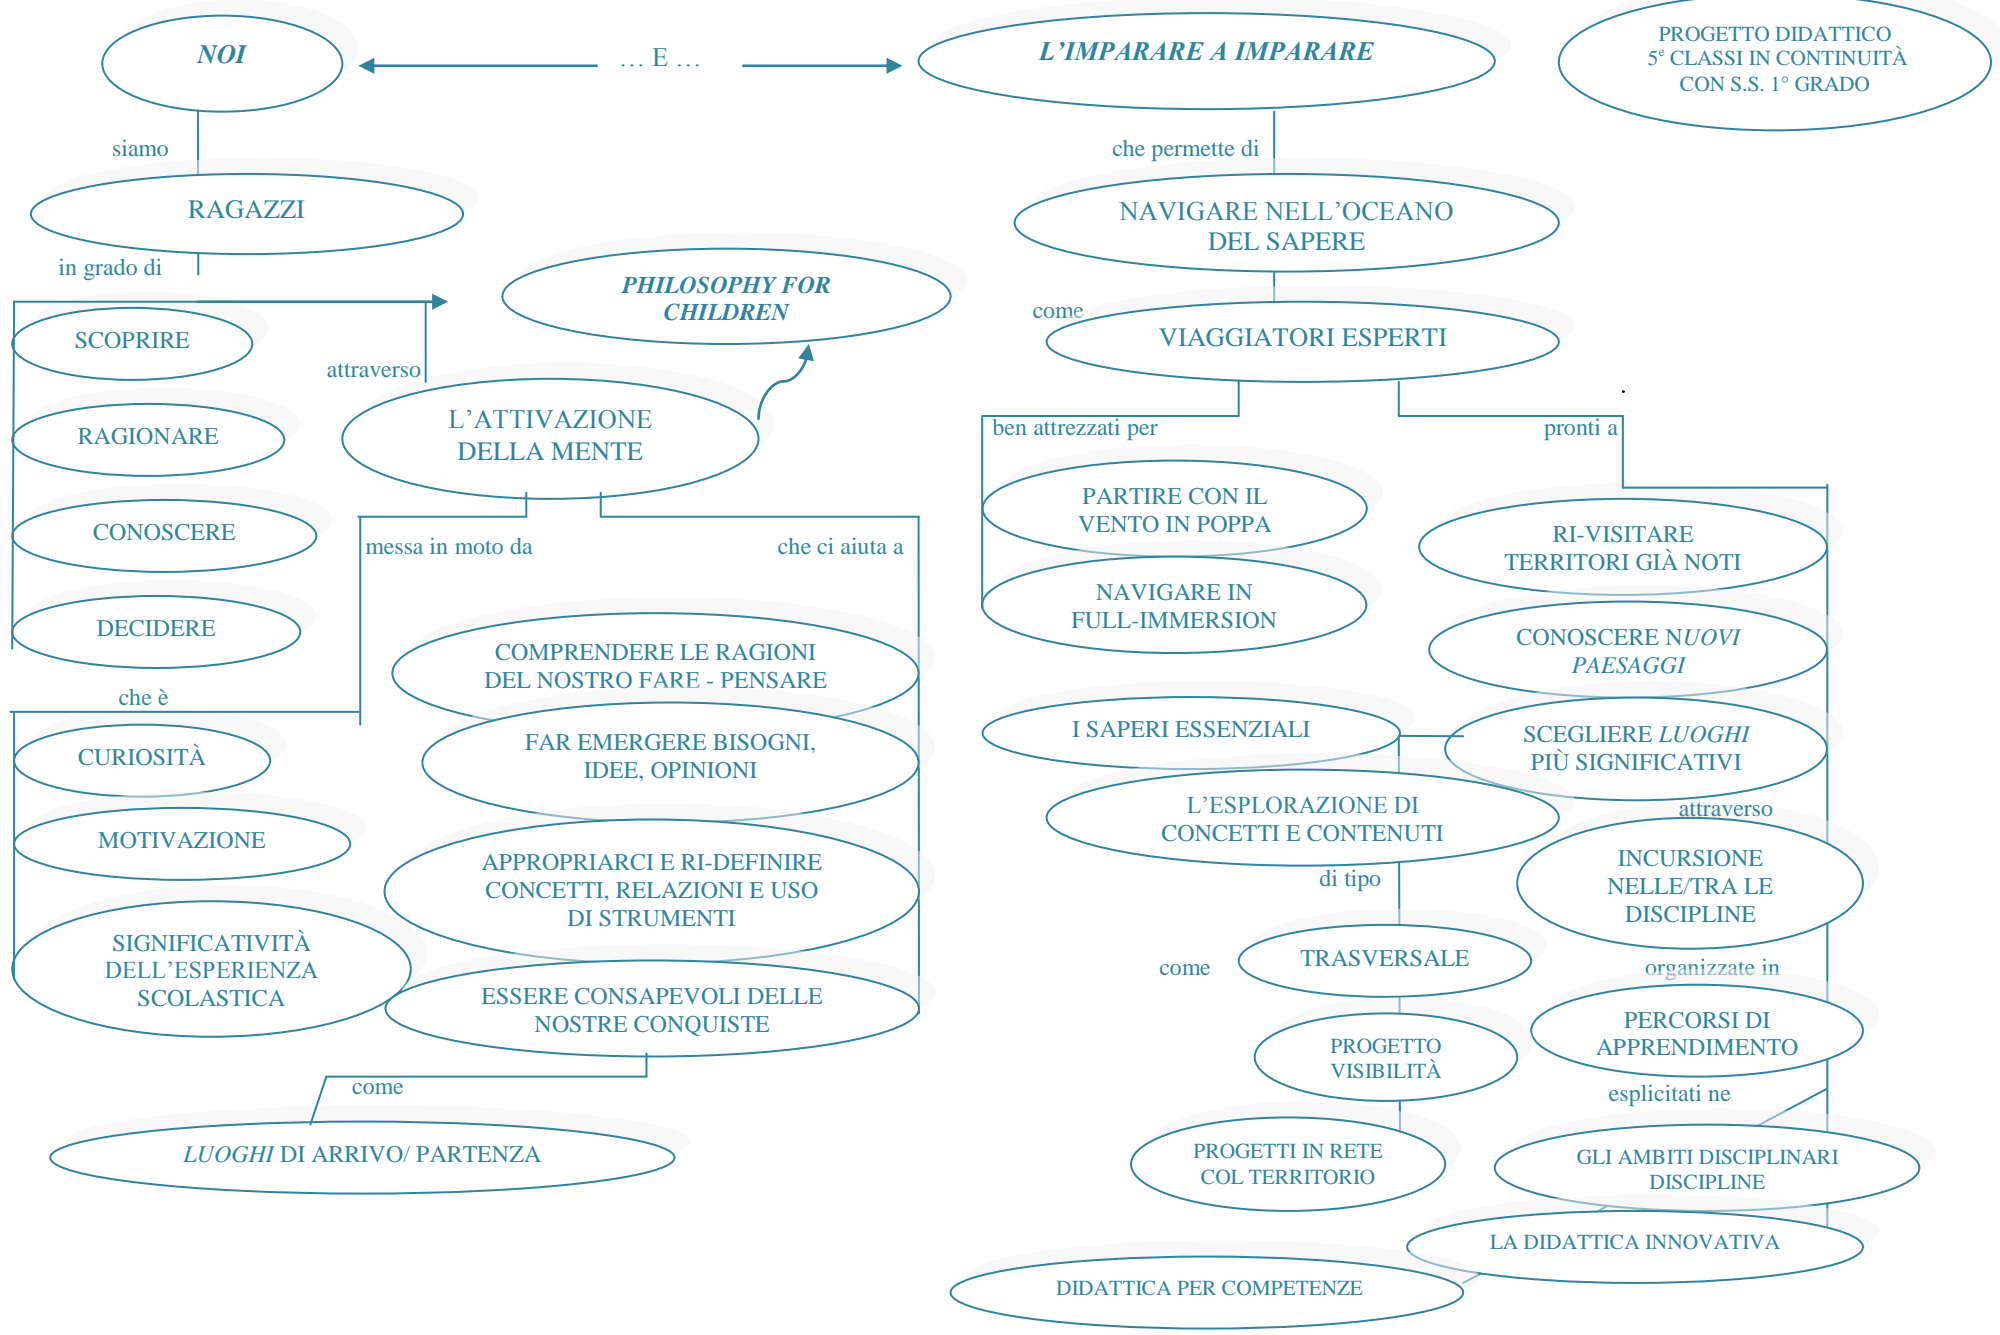 NOI
… E …
L'IMPARARE A IMPARARE
PROGETTO DIDATTICO
5e CLASSI IN CONTINUITÀ
CON S.S. 1° GRADO
siamo
RAGAZZI
in grado di
SCOPRIRE
RAGIONARE
CONOSCERE
DECIDERE
attraverso
L'ATTIVAZIONE
DELLA MENTE
PHILOSOPHY FOR
CHILDREN
messa in moto da
che è
CURIOSITÀ
MOTIVAZIONE
SIGNIFICATIVITÀ
DELL'ESPERIENZA
SCOLASTICA
che ci aiuta a
COMPRENDERE LE RAGIONI
DEL NOSTRO FARE - PENSARE
FAR EMERGERE BISOGNI,
IDEE, OPINIONI
APPROPRIARCI E RI-DEFINIRE
CONCETTI, RELAZIONI E USO
DI STRUMENTI
ESSERE CONSAPEVOLI DELLE
NOSTRE CONQUISTE
come
LUOGHI DI ARRIVO/ PARTENZA
che permette di
NAVIGARE NELL'OCEANO
DEL SAPERE
come
VIAGGIATORI ESPERTI
.
ben attrezzati per
PARTIRE CON IL
VENTO IN POPPA
NAVIGARE IN
FULL-IMMERSION
pronti a
RI-VISITARE
TERRITORI GIÀ NOTI
CONOSCERE NUOVI
PAESAGGI
SCEGLIERE LUOGHI
PIÙ SIGNIFICATIVI
I SAPERI ESSENZIALI
L'ESPLORAZIONE DI
CONCETTI E CONTENUTI
di tipo
TRASVERSALE
come
PROGETTO
VISIBILITÀ
PROGETTI IN RETE
COL TERRITORIO
attraverso
INCURSIONE
NELLE/TRA LE
DISCIPLINE
organizzate in
PERCORSI DI
APPRENDIMENTO
esplicitati ne
GLI AMBITI DISCIPLINARI
DISCIPLINE
LA DIDATTICA INNOVATIVA
DIDATTICA PER COMPETENZE